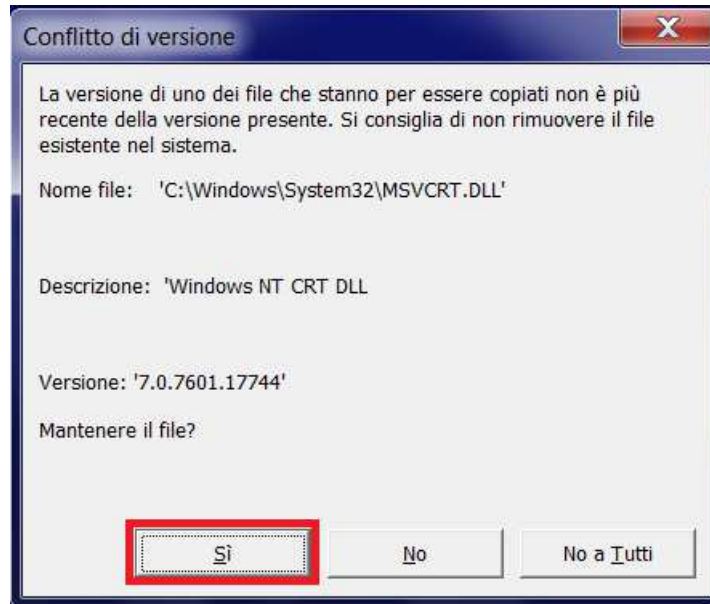 Conflitto di versione
La versione di uno dei file che stanno per essere copiati non è più
recente della versione presente. Si consiglia di non rimuovere il file
esistente nel sistema.
Nome file: 'C:\Windows\System32\MSVCRT.DLL'
Descrizione: 'Windows NT CRT DLL
Versione: '7.0.7601.17744'
Mantenere il file?
Sì No No a Tutti